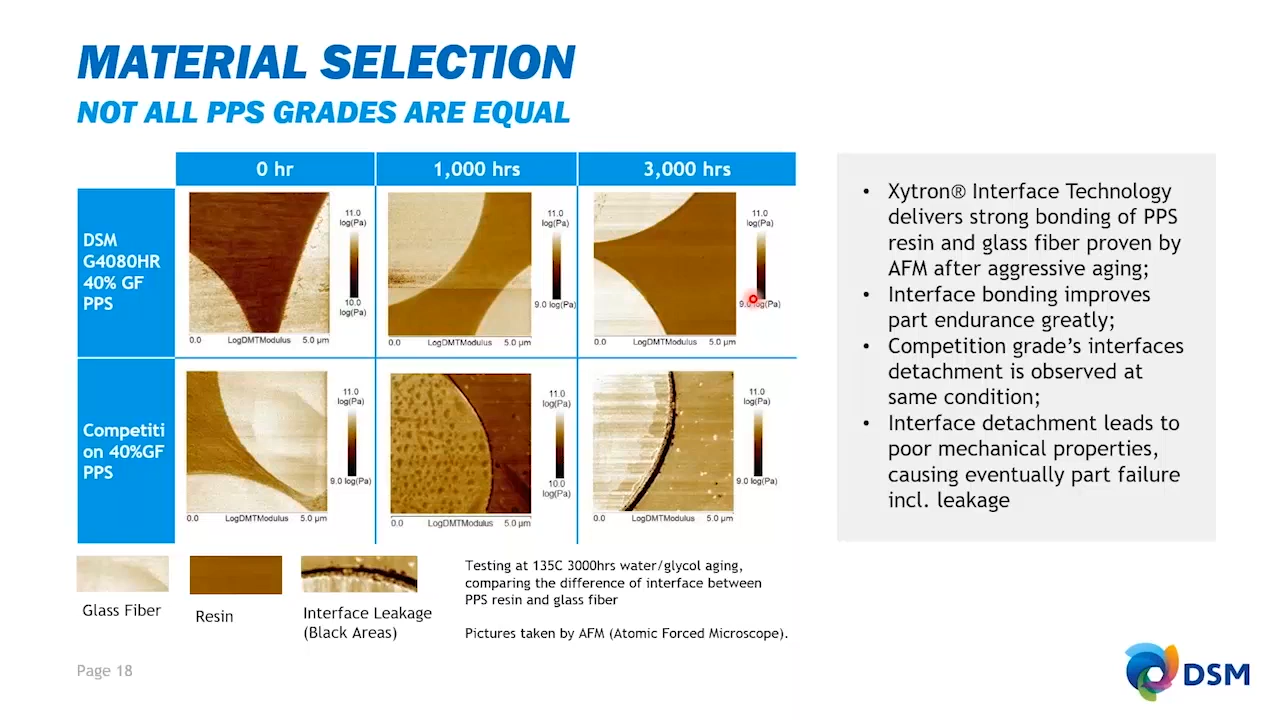 MATERIAL SELECTION
NOT ALL PPS GRADES ARE EQUAL
0 hr
1,000 hrs
3,000 hrs
DSM
G4080HR
40% GF
PPS
11.0
log(Pa)
10.0
log(Pa)
0.0 LogDMTModulus 5.0 µm
11.0
log(Pa)
9.0 log(Pa)
0.0 LogDMTModulus 5.0 µm
11.0
log(Pa)
9.0 log(Pa)
0.0 LogDMTModulus 5.0 µm
Competiti
on 40%GF
PPS
11.0
log(Pa)
9.0 log(Pa)
0.0 LogDMTModulus 5.0 µm
11.0
log(Pa)
10.0
log(Pa)
0.0 LogDMTModulus 5.0 µm
11.0
log(Pa)
9.0 log(Pa)
0.0 LogDMTModulus 5.0 µm
• Xytron® Interface Technology
delivers strong bonding of PPS
resin and glass fiber proven by
AFM after aggressive aging;
• Interface bonding improves
part endurance greatly;
• Competition grade’s interfaces
detachment is observed at
same condition;
• Interface detachment leads to
poor mechanical properties,
causing eventually part failure
incl. leakage
Glass Fiber
Resin
Interface Leakage
(Black Areas)
Testing at 135C 3000hrs water/glycol aging,
comparing the difference of interface between
PPS resin and glass fiber
Pictures taken by AFM (Atomic Forced Microscope).
Page 18
DSM